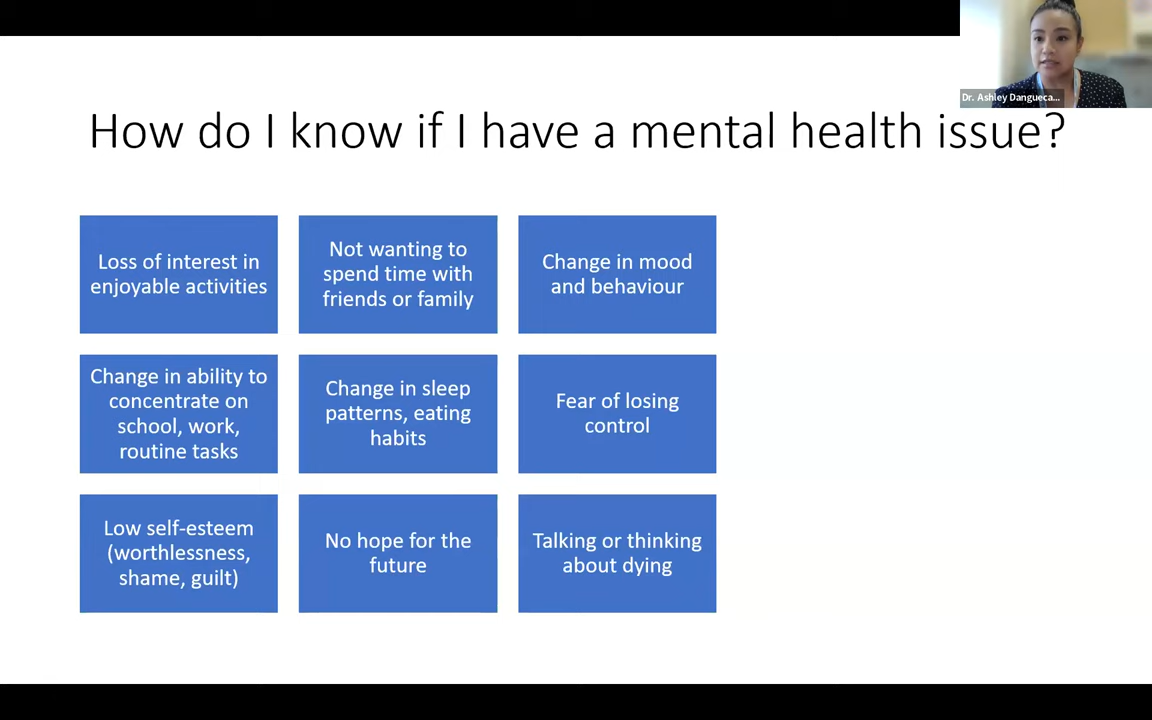 Dr. Ashley Dangueca...
How do I know if I have a mental health issue?
Loss of interest in
enjoyable activities
Not wanting to
spend time with
friends or family
Change in mood
and behaviour
Change in ability to
concentrate on
school, work,
routine tasks
Change in sleep
patterns, eating
habits
Fear of losing
control
Low self-esteem
(worthlessness,
shame, guilt)
No hope for the
future
Talking or thinking
about dying